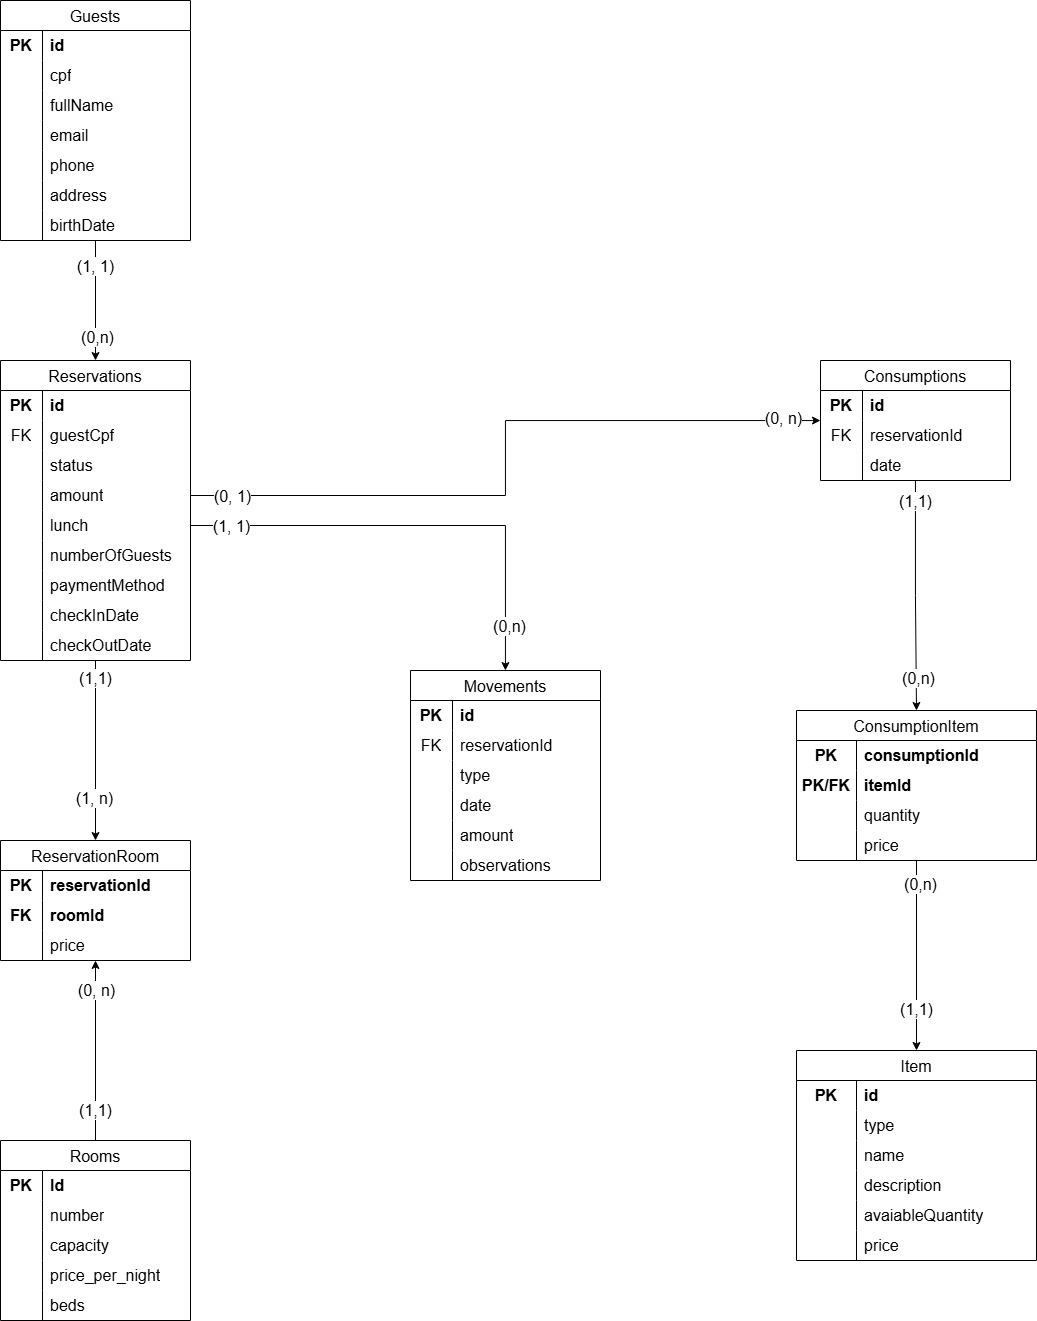 Guests
PK id
cpf
fullName
email
phone
address
birthDate
(1, 1)
(0,n)
Reservations
PK id
FK guestCpf
status
amount
lunch
numberOfGuests
paymentMethod
checkInDate
checkOutDate
(0, 1)
(0, n)
(1, 1)
(0,n)
Consumptions
PK id
FK reservationId
date
(1,1)
(0,n)
Movements
PK id
FK reservationId
type
date
amount
observations
ConsumptionItem
PK consumptionId
PK/FK itemId
quantity
price
(0,n)
(1,1)
(1,1)
(1, n)
ReservationRoom
PK reservationId
FK roomId
price
(0, n)
(1,1)
Rooms
PK Id
number
capacity
price_per_night
beds
Item
PK id
type
name
description
avaiableQuantity
price